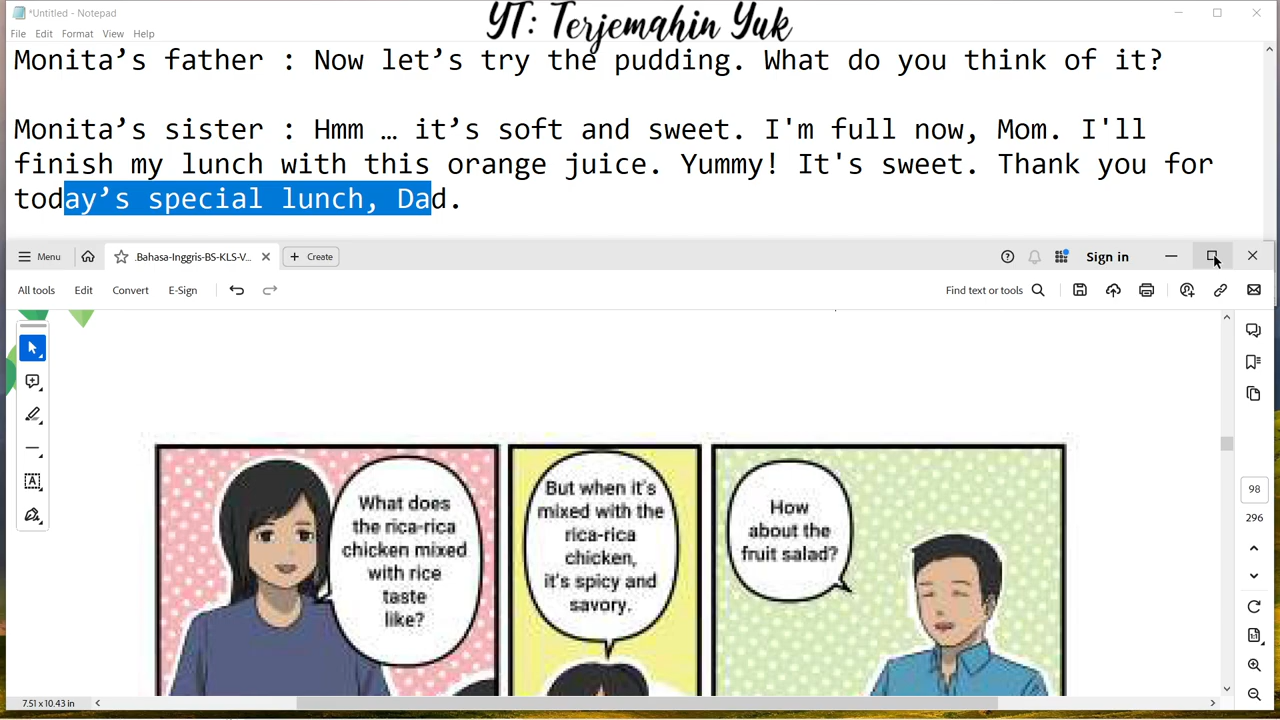 *Untitled - Notepad
YT: Terjemahin Yuk
File Edit Format View Help
Monita’s father : Now let’s try the pudding. What do you think of it?
Monita’s sister : Hmm … it’s soft and sweet. I'm full now, Mom. I'll
finish my lunch with this orange juice. Yummy! It's sweet. Thank you for
today’s special lunch, Dad.
Menu
.Bahasa-Inggris-BS-KLS-V...
Create
Sign in
All tools Edit Convert E-Sign
Find text or tools
What does
the rica-rica
chicken mixed
with rice
taste
like?
But when it's
mixed with the
rica-rica
chicken,
it's spicy and
savory.
How
about the
fruit salad?
98
296
7.51 x 10.43 in